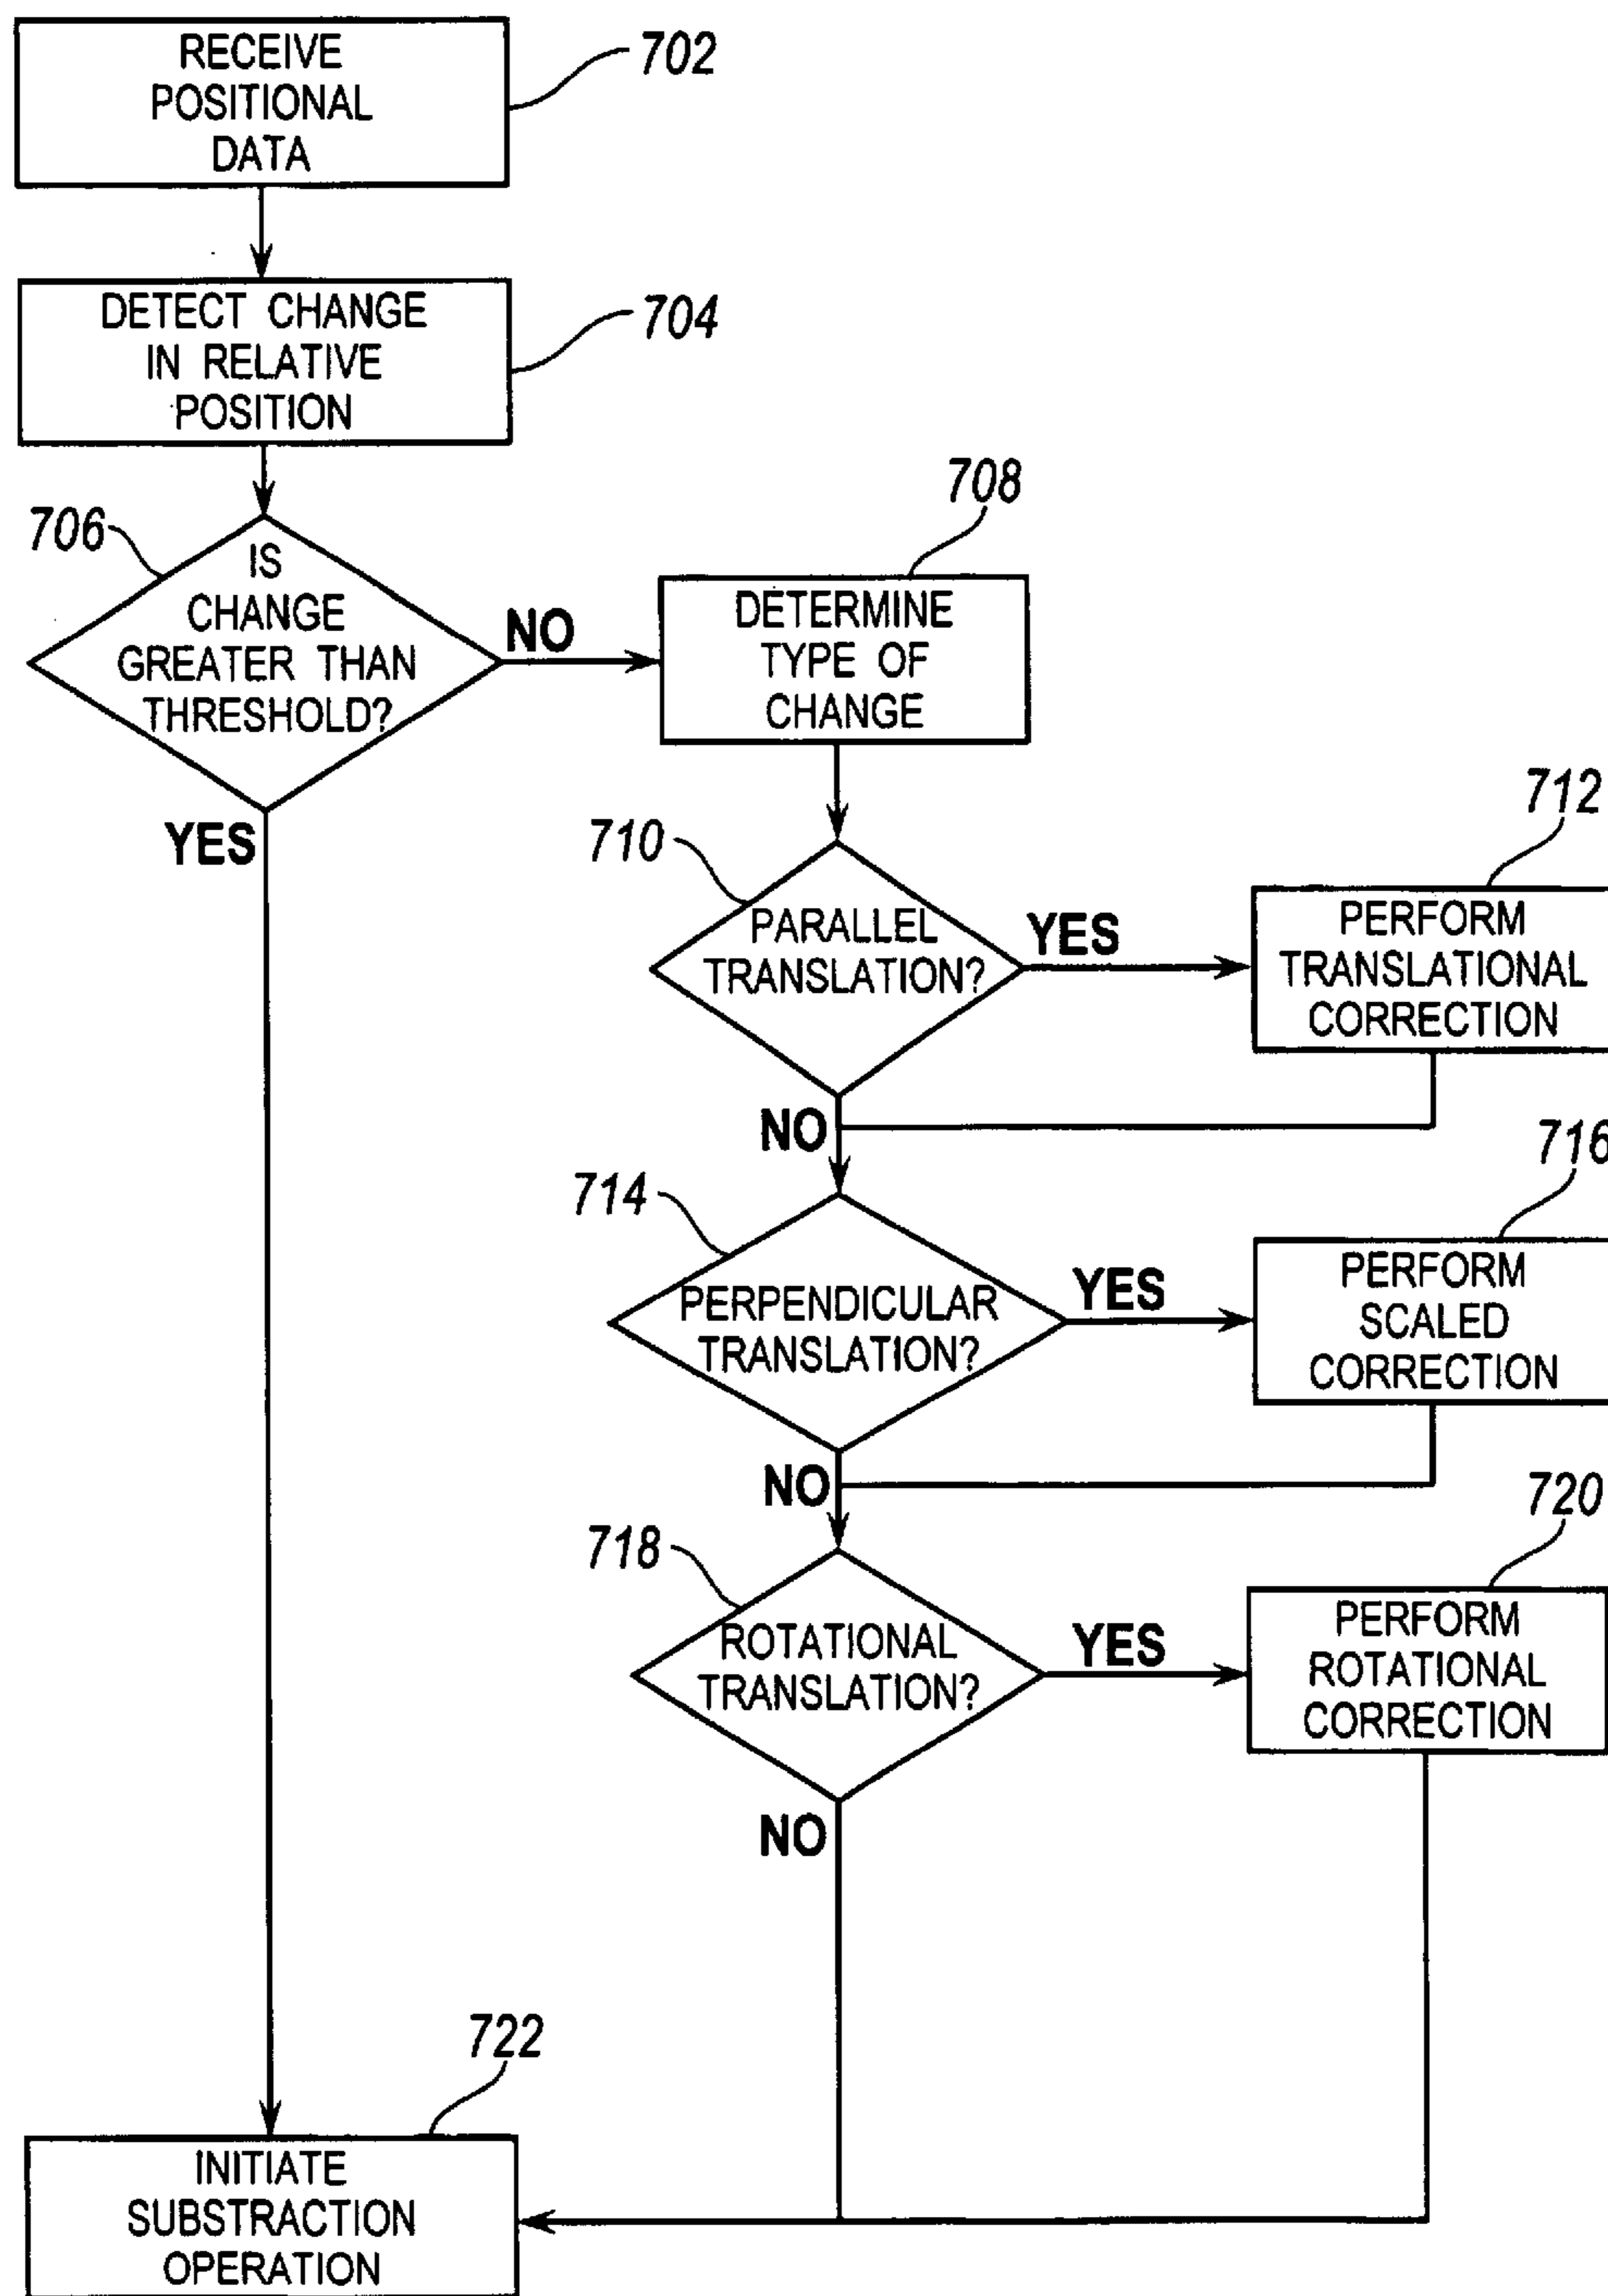 RECEIVE
POSITIONAL
DATA
702
DETECT CHANGE
IN RELATIVE
POSITION
704
706
IS
CHANGE
GREATER THAN
THRESHOLD?
NO
YES
708
DETERMINE
TYPE OF
CHANGE
710
PARALLEL
TRANSLATION?
YES
NO
712
PERFORM
TRANSLATIONAL
CORRECTION
714
PERPENDICULAR
TRANSLATION?
YES
NO
716
PERFORM
SCALED
CORRECTION
718
ROTATIONAL
TRANSLATION?
YES
NO
720
PERFORM
ROTATIONAL
CORRECTION
722
INITIATE
SUBSTRACTION
OPERATION